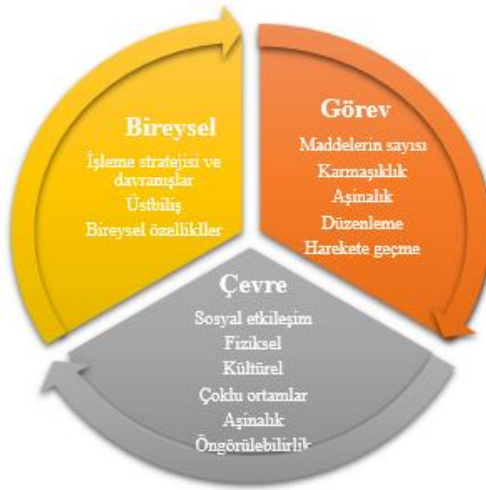 Bireysel
İşleme stratejisi ve
davranışlar
Üstbiliş
Bireysel özellikller
Görev
Maddelerin sayısı
Karmaşıklık
Aşinalık
Düzenleme
Harekete geçme
Çevre
Sosyal etkileşim
Fiziksel
Kültürel
Çoklu ortamlar
Aşinalık
Öngörülebilirlik